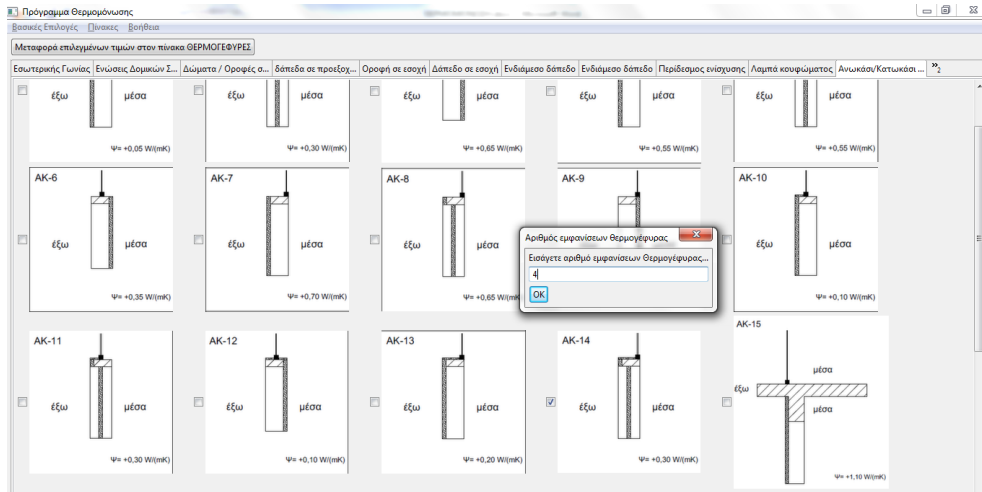 Πρόγραμμα Θερμομόνωσης
Βασικές Επιλογές Πίνακες Βοήθεια
Μεταφορά επιλεγμένων τιμών στον πίνακα ΘΕΡΜΟΓΕΦΥΡΕΣ
Εσωτερικής Γωνίας Ενώσεις Δομικών Σ... Δώματα / Οροφές σ... δάπεδα σε προεξοχ... Οροφή σε εσοχή Δάπεδο σε εσοχή Ενδιάμεσο δάπεδο Ενδιάμεσο δάπεδο Περίδεσμος ενίσχυσης Λαμπά κουφώματος Ανωκάσι/Κατωκάσι ... »2
έξω μέσα έξω μέσα έξω μέσα έξω μέσα έξω μέσα
Ψ= +0,05 W/(mK) Ψ= +0,30 W/(mK) Ψ= +0,65 W/(mK) Ψ= +0,55 W/(mK) Ψ= +0,55 W/(mK)
AK-6 AK-7 AK-8 AK-9 AK-10
έξω μέσα έξω μέσα έξω μέσα έξω μέσα
Ψ= +0,35 W/(mK) Ψ= +0,70 W/(mK) Ψ= +0,65 W/(mK) Ψ= +0,10 W/(mK)
Αριθμός εμφανίσεων θερμογέφυρας
Εισάγετε αριθμό εμφανίσεων Θερμογέφυρας...
4
OK
AK-11 AK-12 AK-13 AK-14 AK-15
έξω μέσα έξω μέσα έξω μέσα έξω μέσα έξω μέσα
μέσα
Ψ= +0,30 W/(mK) Ψ= +0,10 W/(mK) Ψ= +0,20 W/(mK) Ψ= +0,30 W/(mK) Ψ= +1,10 W/(mK)